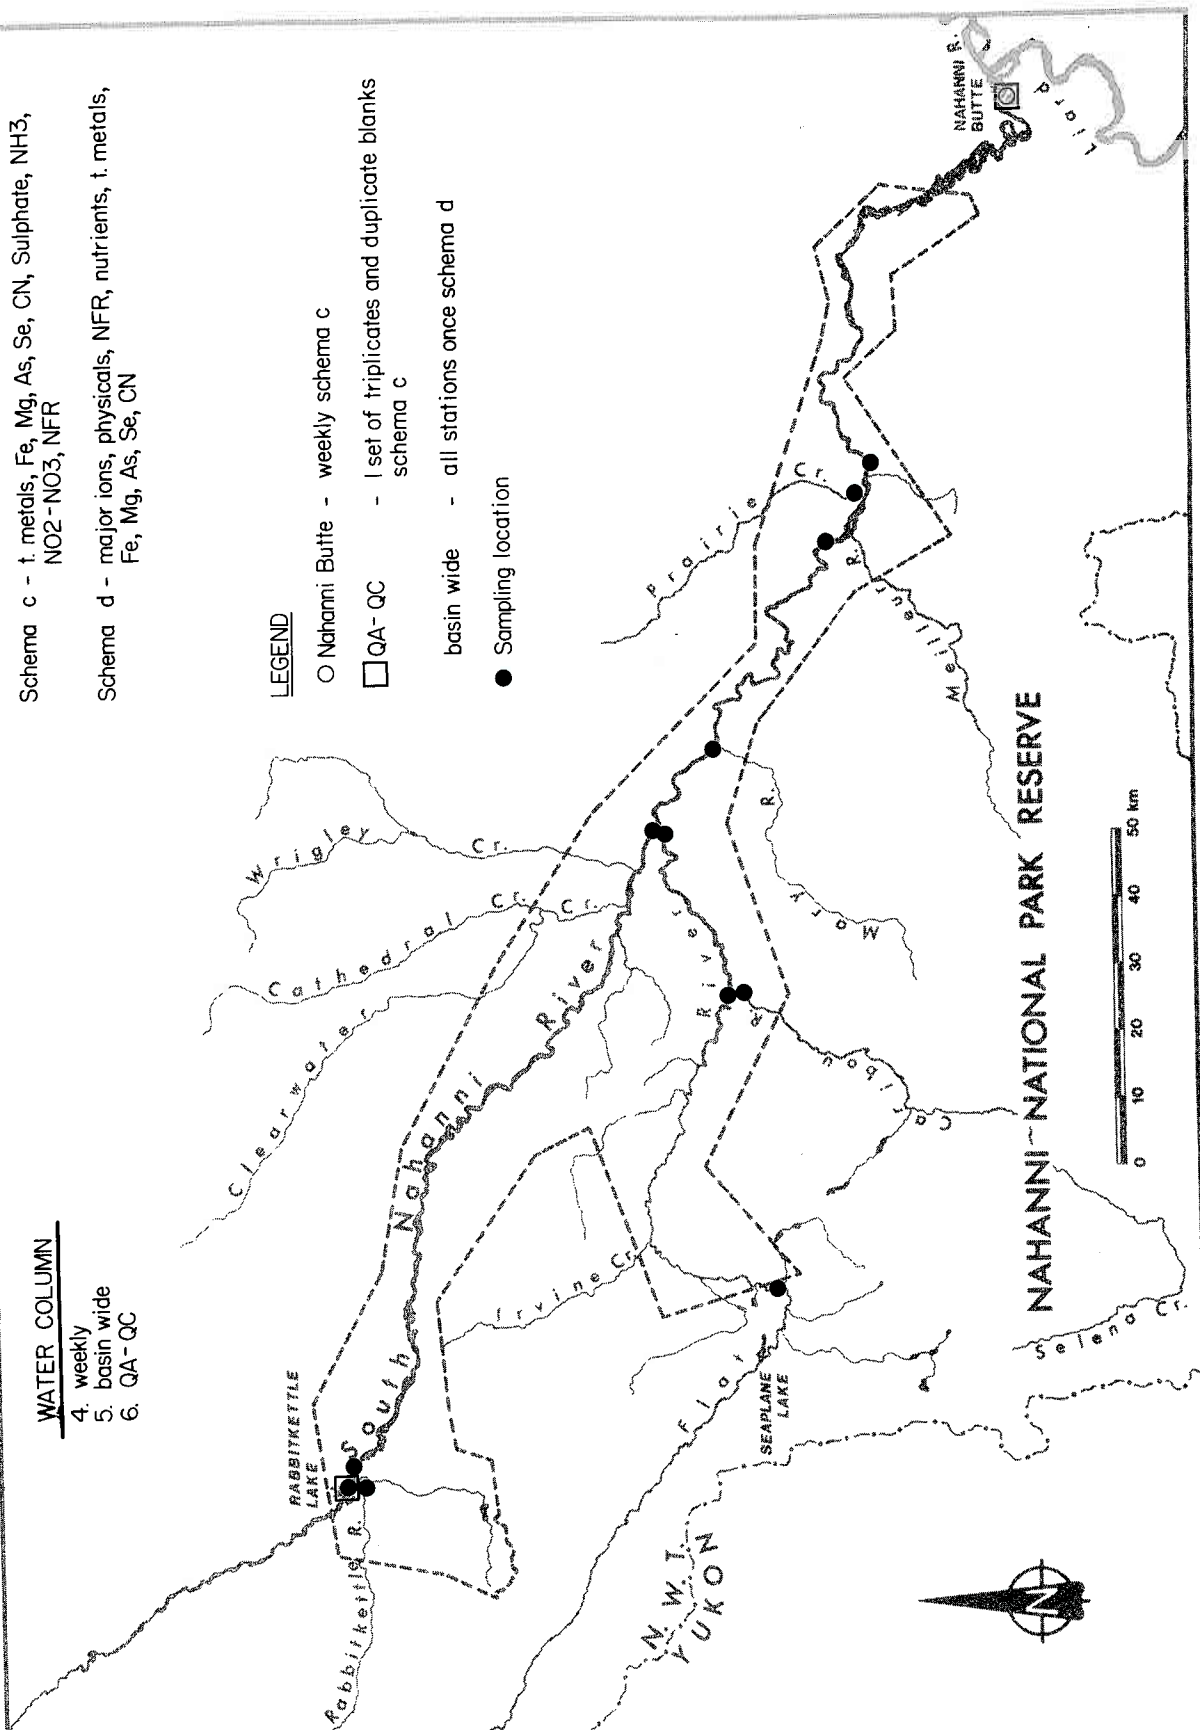 WATER COLUMN
4. weekly
5. basin wide
6. QA-QC
Schema c - t. metals, Fe, Mg, As, Se, CN, Sulphate, NH3,
NO2-NO3, NFR
Schema d - major ions, physicals, NFR, nutrients, t. metals,
Fe, Mg, As, Se, CN
LEGEND
Nahanni Butte - weekly schema c
QA-QC - 1 set of triplicates and duplicate blanks
schema c
basin wide - all stations once schema d
Sampling location
RABBITKETTLE
LAKE
Rabbitkettle R.
South Nahanni River
Clearwater Cr.
Cathedral Cr.
Wrigley Cr.
Prairie Cr.
NAHANNI
BUTTE
Liard R.
Irvine Cr.
Flat River
SEAPLANE
LAKE
Caribou R.
Mary R.
Meilleur R.
N.W.T.
YUKON
Selena Cr.
NAHANNI NATIONAL PARK RESERVE
0 10 20 30 40 50 km
N